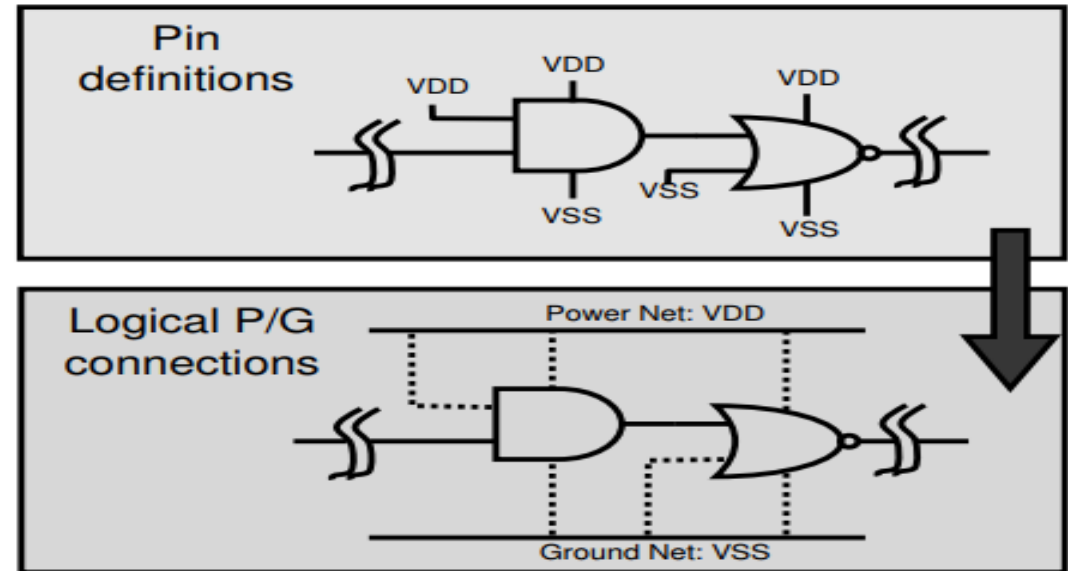 Pin
definitions
VDD
VDD
VDD
VSS
VSS
VSS
Logical P/G
connections
Power Net: VDD
Ground Net: VSS